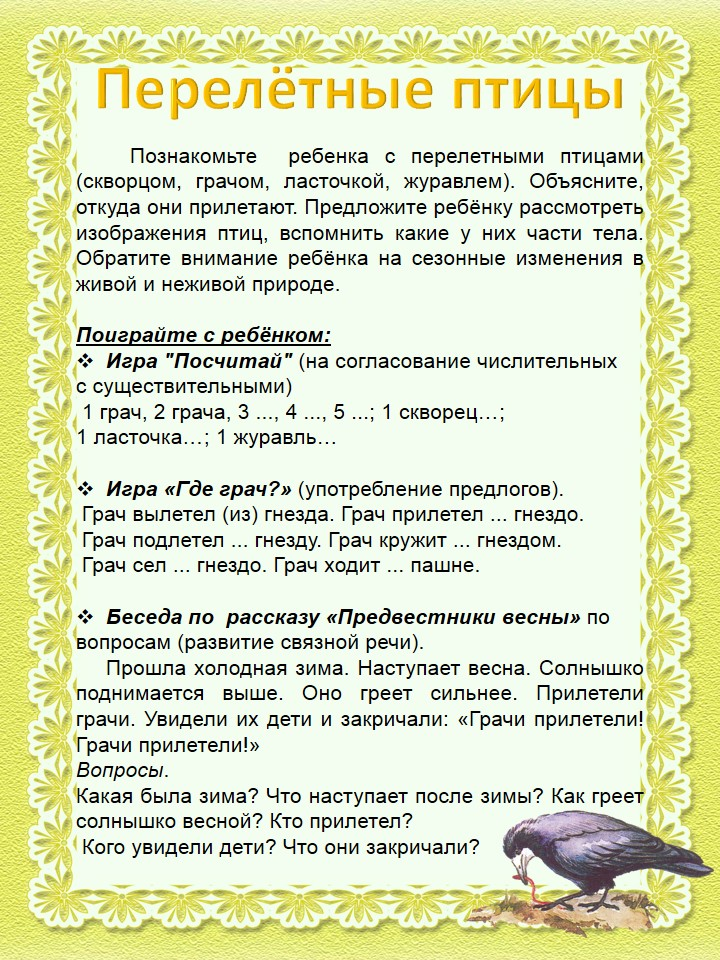 Перелётные птицы
Познакомьте ребенка с перелетными птицами
(скворцом, грачом, ласточкой, журавлем). Объясните,
откуда они прилетают. Предложите ребёнку рассмотреть
изображения птиц, вспомнить какие у них части тела.
Обратите внимание ребёнка на сезонные изменения в
живой и неживой природе.
Поиграйте с ребёнком:
❖ Игра "Посчитай" (на согласование числительных
с существительными)
1 грач, 2 грача, 3 ..., 4 ..., 5 ...; 1 скворец…;
1 ласточка…; 1 журавль…
❖ Игра «Где грач?» (употребление предлогов).
Грач вылетел (из) гнезда. Грач прилетел ... гнездо.
Грач подлетел ... гнезду. Грач кружит ... гнездом.
Грач сел ... гнездо. Грач ходит ... пашне.
❖ Беседа по рассказу «Предвестники весны» по
вопросам (развитие связной речи).
Прошла холодная зима. Наступает весна. Солнышко
поднимается выше. Оно греет сильнее. Прилетели
грачи. Увидели их дети и закричали: «Грачи прилетели!
Грачи прилетели!»
Вопросы.
Какая была зима? Что наступает после зимы? Как греет
солнышко весной? Кто прилетел?
Кого увидели дети? Что они закричали?